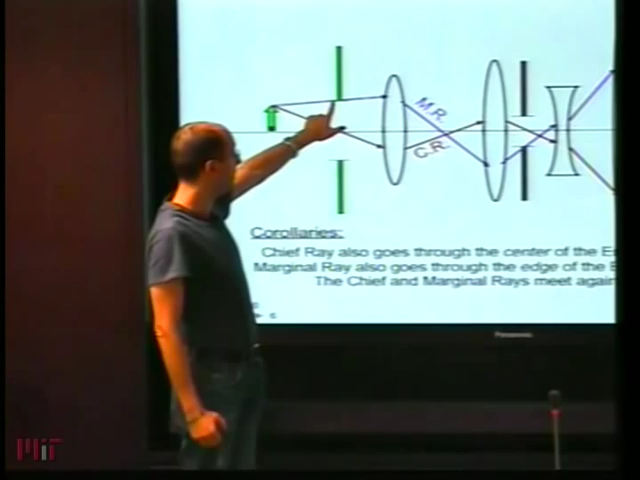 M.R.
C.R.
Corollaries:
Chief Ray also goes through the center of the
Marginal Ray also goes through the edge of the
The Chief and Marginal Rays meet again
Panasonic
MIT